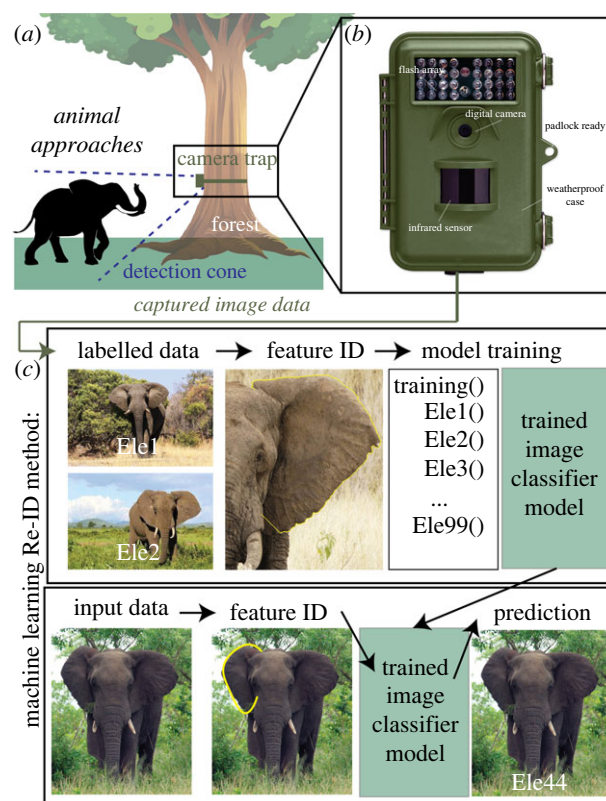 (a)
animal
approaches
camera trap
forest
detection cone
captured image data
(b)
flash array
digital camera
padlock ready
weatherproof
case
infrared sensor
(c)
machine learning Re-ID method:
labelled data
feature ID
model training
Ele1
Ele2
training()
Ele1()
Ele2()
Ele3()
...
Ele99()
trained
image
classifier
model
input data
feature ID
prediction
trained
image
classifier
model
Ele44